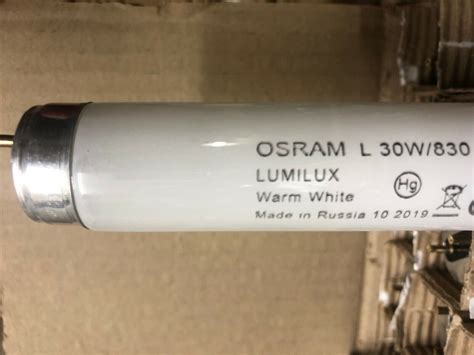 OSRAM L 30W/830
LUMILUX
Warm White Hg
Made in Russia 10 2019